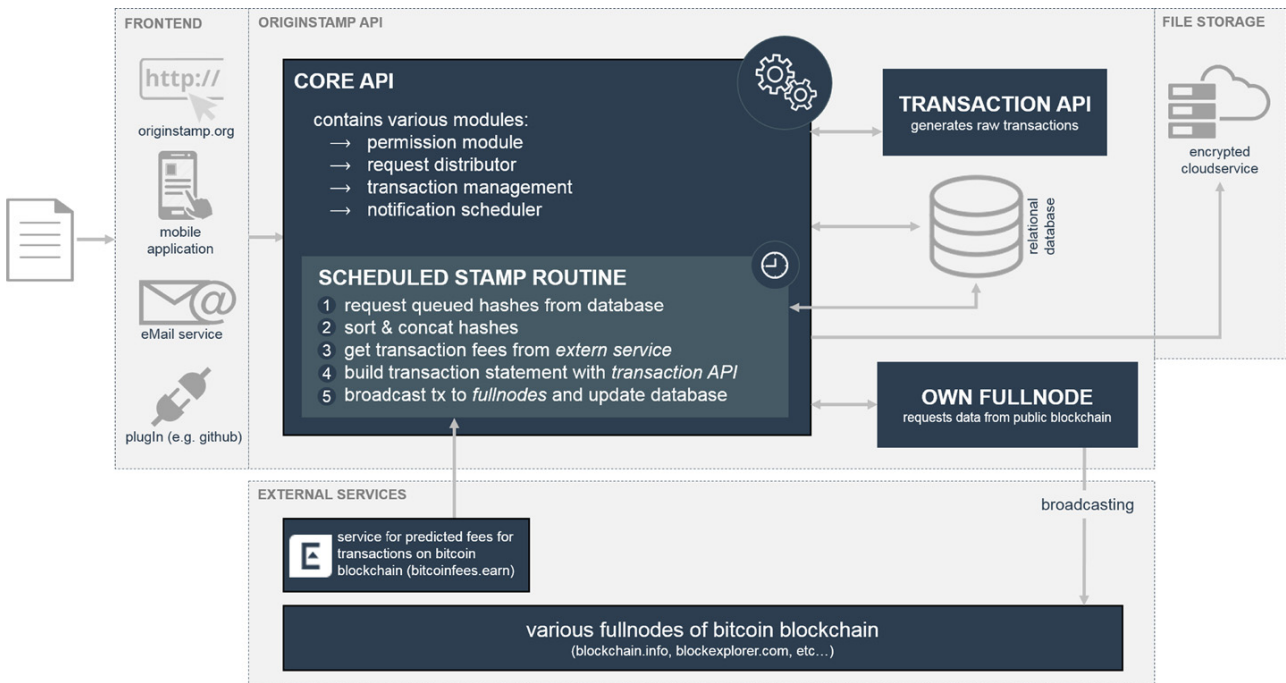 FRONTEND
http://
originstamp.org
mobile
application
eMail service
plugIn (e.g. github)
ORIGINSTAMP API
CORE API
contains various modules:
→ permission module
→ request distributor
→ transaction management
→ notification scheduler
SCHEDULED STAMP ROUTINE
1 request queued hashes from database
2 sort & concat hashes
3 get transaction fees from extern service
4 build transaction statement with transaction API
5 broadcast tx to fullnodes and update database
TRANSACTION API
generates raw transactions
relational
database
OWN FULLNODE
requests data from public blockchain
FILE STORAGE
encrypted
cloudservice
broadcasting
EXTERNAL SERVICES
E
service for predicted fees for
transactions on bitcoin
blockchain (bitcoinfees.earn)
various fullnodes of bitcoin blockchain
(blockchain.info, blockexplorer.com, etc…)